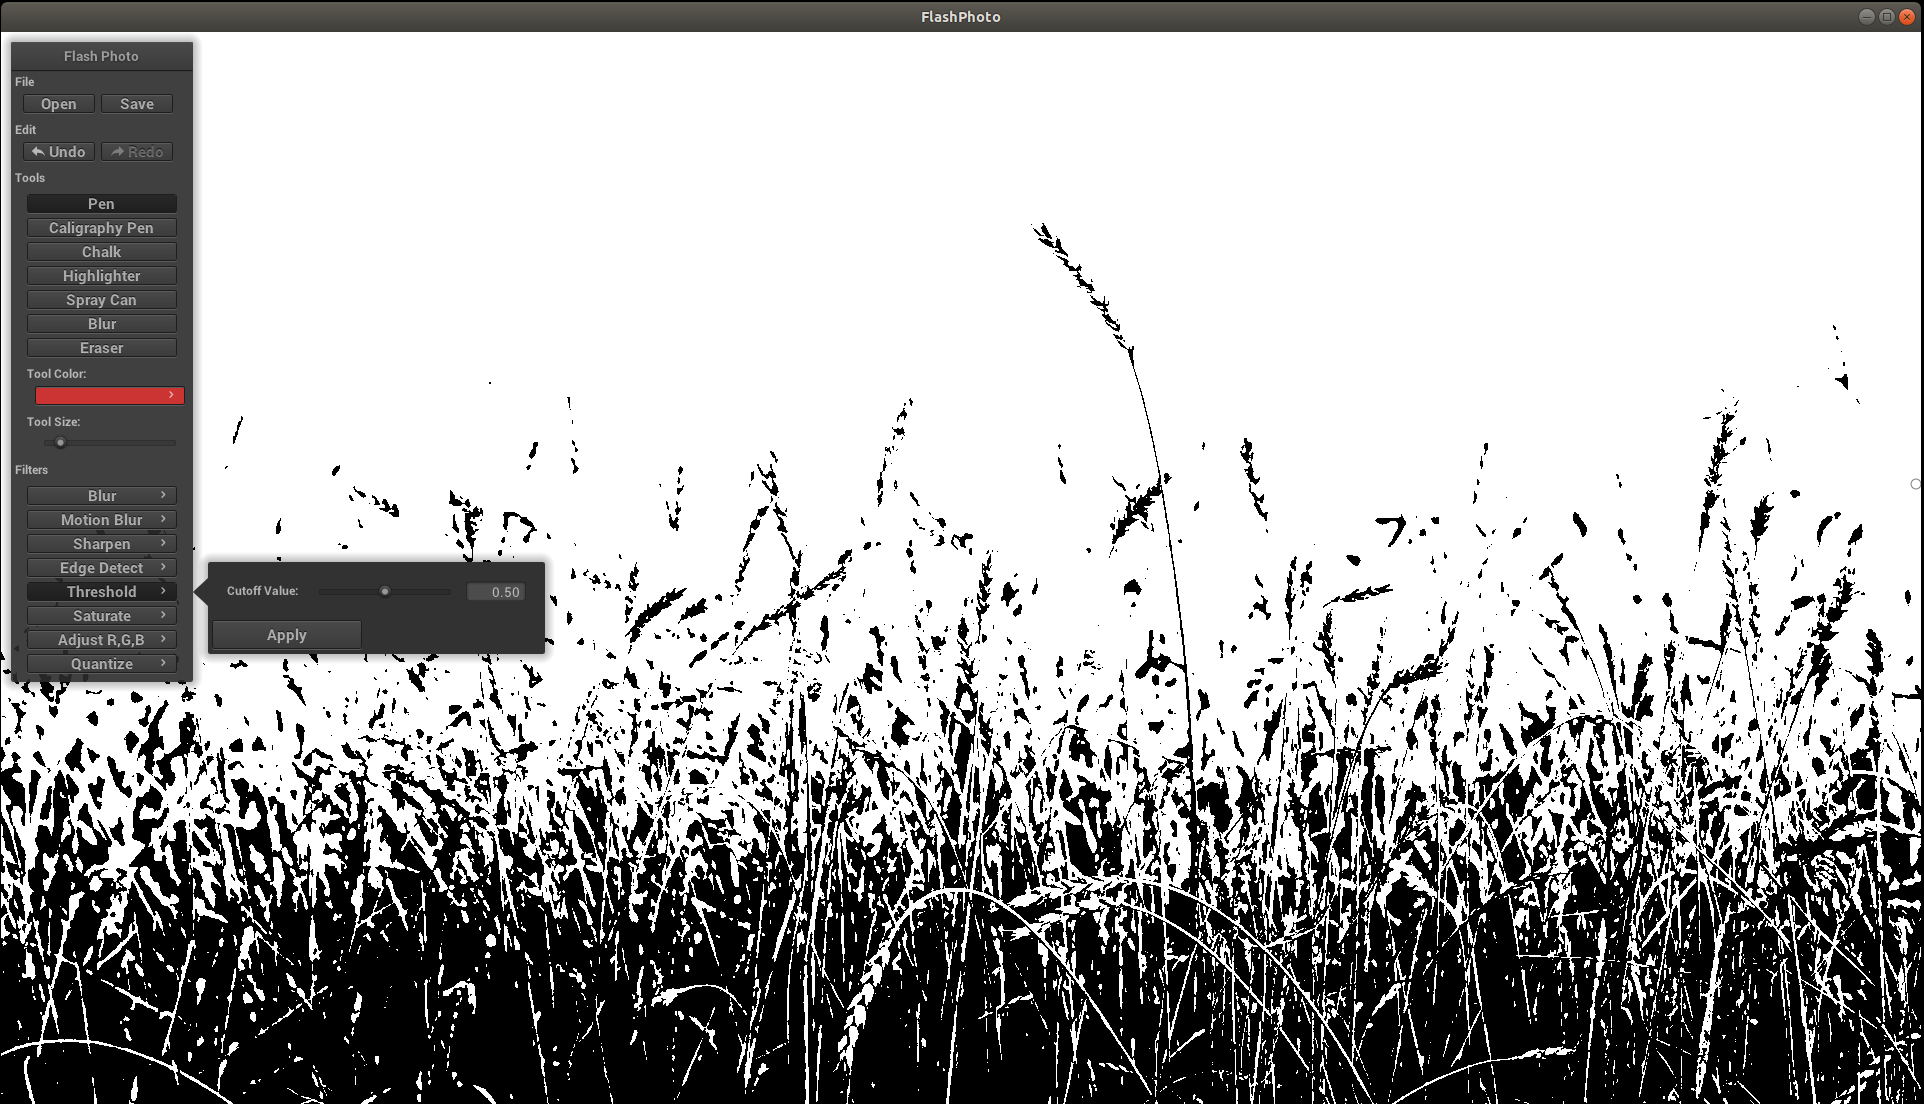 FlashPhoto
Flash Photo
File
Open Save
Edit
Undo Redo
Tools
Pen
Caligraphy Pen
Chalk
Highlighter
Spray Can
Blur
Eraser
Tool Color:
Tool Size:
Filters
Blur
Motion Blur
Sharpen
Edge Detect
Threshold
Saturate
Adjust R,G,B
Quantize
Cutoff Value: 0.50
Apply